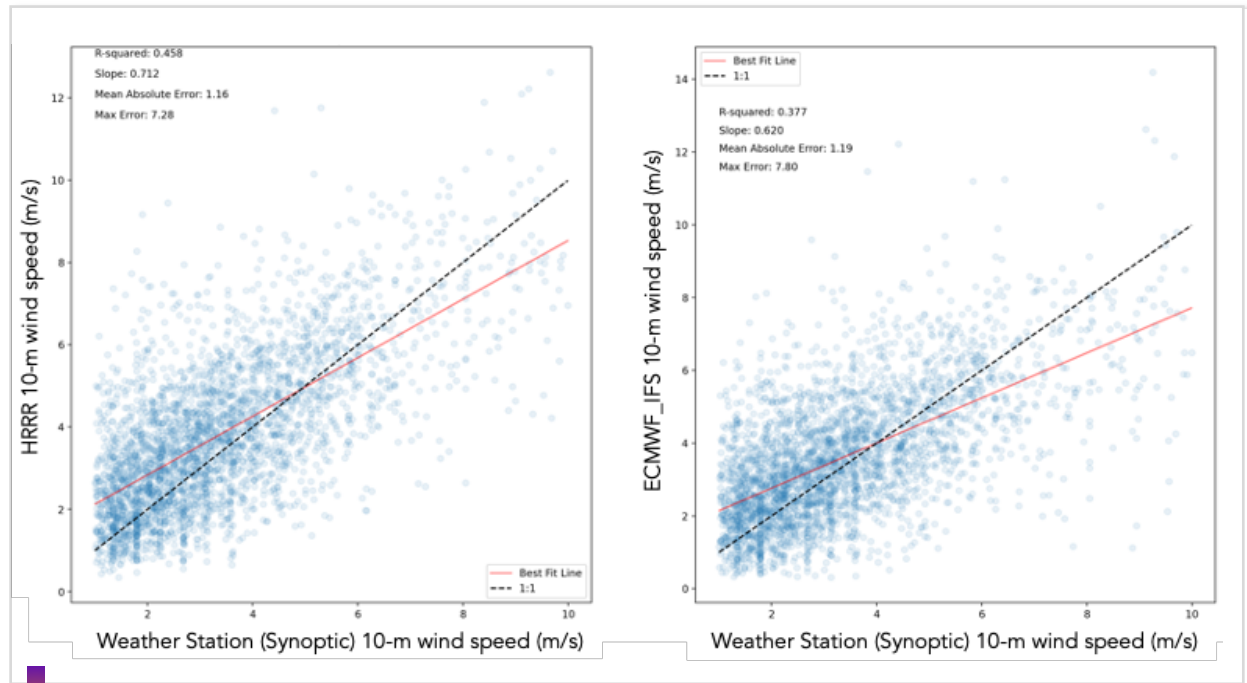 R-squared: 0.458
Slope: 0.712
Mean Absolute Error: 1.16
Max Error: 7.28
12
10
8
6
4
2
0
HRRR 10-m wind speed (m/s)
Best Fit Line
1:1
2 4 6 8 10
Weather Station (Synoptic) 10-m wind speed (m/s)
Best Fit Line
1:1
R-squared: 0.377
Slope: 0.620
Mean Absolute Error: 1.19
Max Error: 7.80
14
12
10
8
6
4
2
0
ECMWF_IFS 10-m wind speed (m/s)
2 4 6 8 10
Weather Station (Synoptic) 10-m wind speed (m/s)